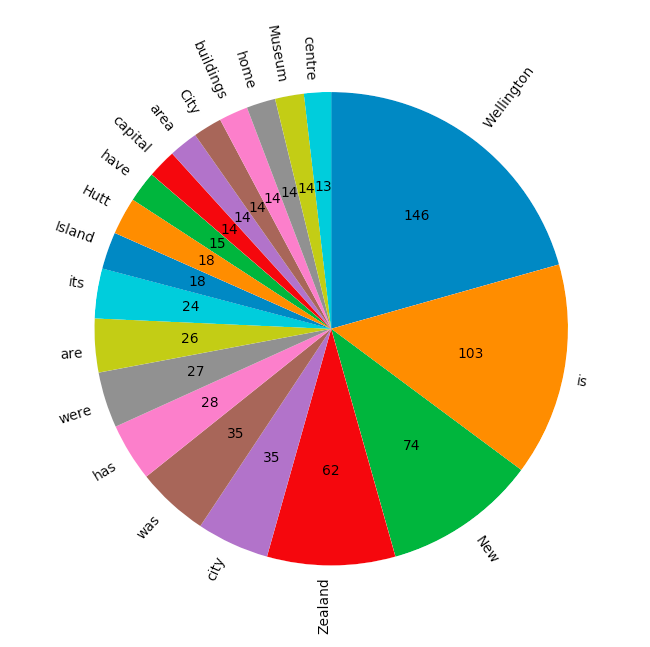 Wellington
146
is
103
New
74
Zealand
62
city
35
was
35
has
28
were
27
are
26
its
24
Island
18
Hutt
18
have
15
capital
14
area
14
City
14
buildings
14
home
14
Museum
14
centre
13